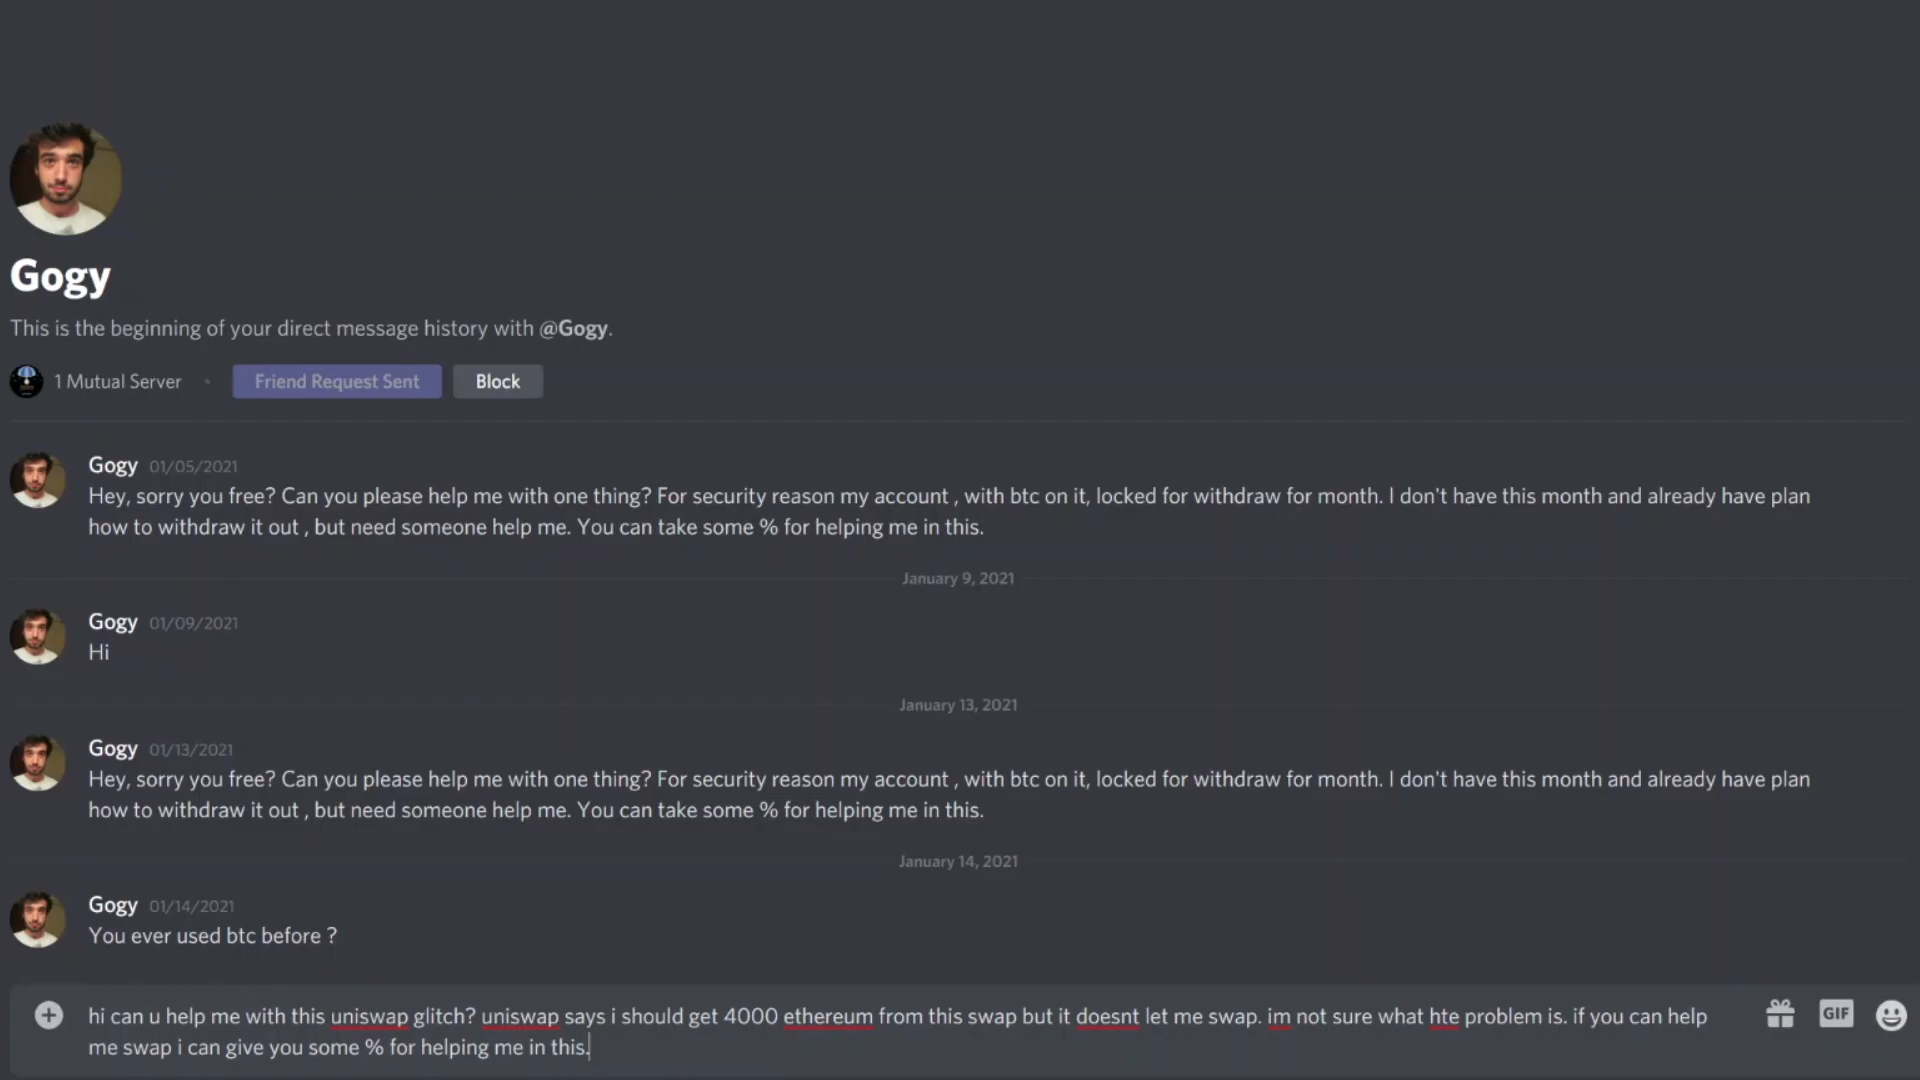 Gogy
This is the beginning of your direct message history with @Gogy.
1 Mutual Server • Friend Request Sent Block
Gogy 01/05/2021
Hey, sorry you free? Can you please help me with one thing? For security reason my account , with btc on it, locked for withdraw for month. I don't have this month and already have plan
how to withdraw it out , but need someone help me. You can take some % for helping me in this.
January 9, 2021
Gogy 01/09/2021
Hi
January 13, 2021
Gogy 01/13/2021
Hey, sorry you free? Can you please help me with one thing? For security reason my account , with btc on it, locked for withdraw for month. I don't have this month and already have plan
how to withdraw it out , but need someone help me. You can take some % for helping me in this.
January 14, 2021
Gogy 01/14/2021
You ever used btc before ?
hi can u help me with this uniswap glitch? uniswap says i should get 4000 ethereum from this swap but it doesnt let me swap. im not sure what hte problem is. if you can help
me swap i can give you some % for helping me in this.
GIF